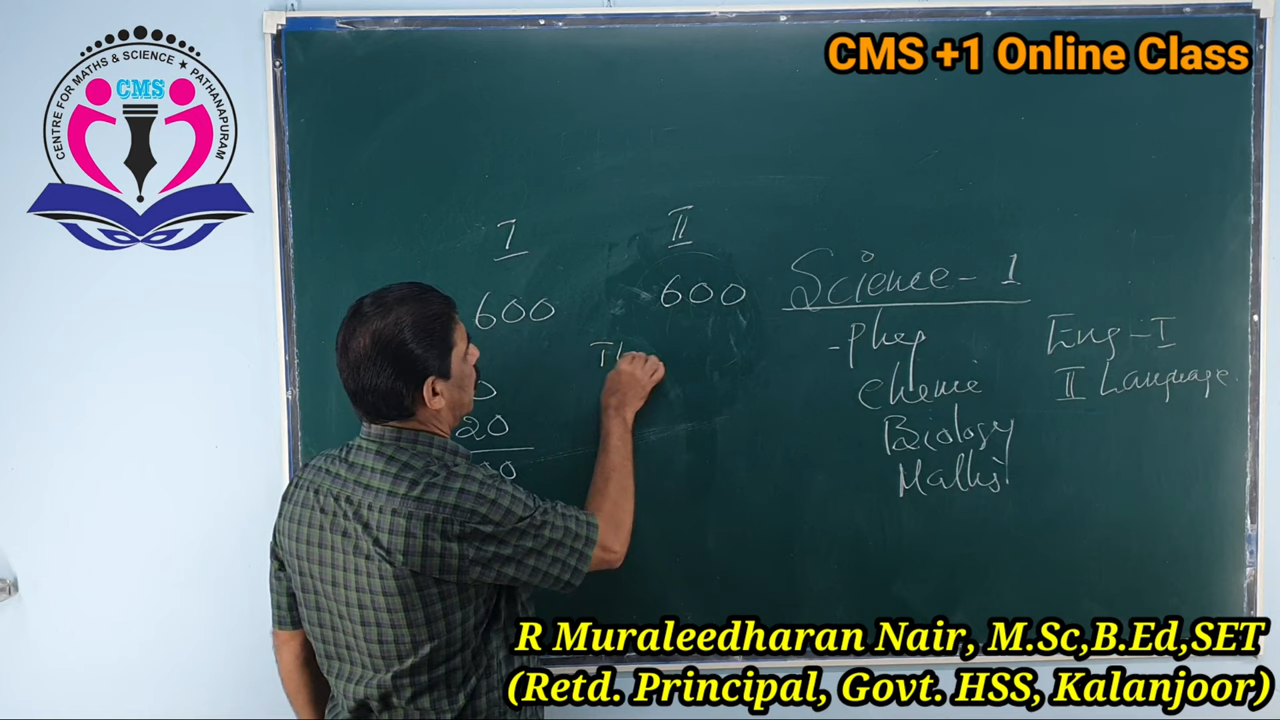 CMS +1 Online Class
CENTRE FOR MATHS & SCIENCE ★ PATHANAPURAM
CMS
I
II
600
600
Science - 1
- Phy
Eng - I
Chemie
II Language.
Biology
Maths
20
R Muraleedharan Nair, M.Sc,B.Ed,SET
(Retd. Principal, Govt. HSS, Kalanjoor)